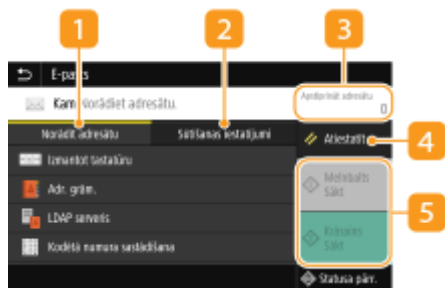 1
2
3
E-pasts
Kam Norādiet adresātu.
Apstiprināt adresātu
0
Norādīt adresātu
Sūtīšanas iestatījumi
Atiestatīt
4
Izmantot tastatūru
Melnbalts
Sākt
Adr. grām.
5
LDAP serveris
Krāsains
Sākt
Kodētā numura sastādīšana
Statusa pārr.